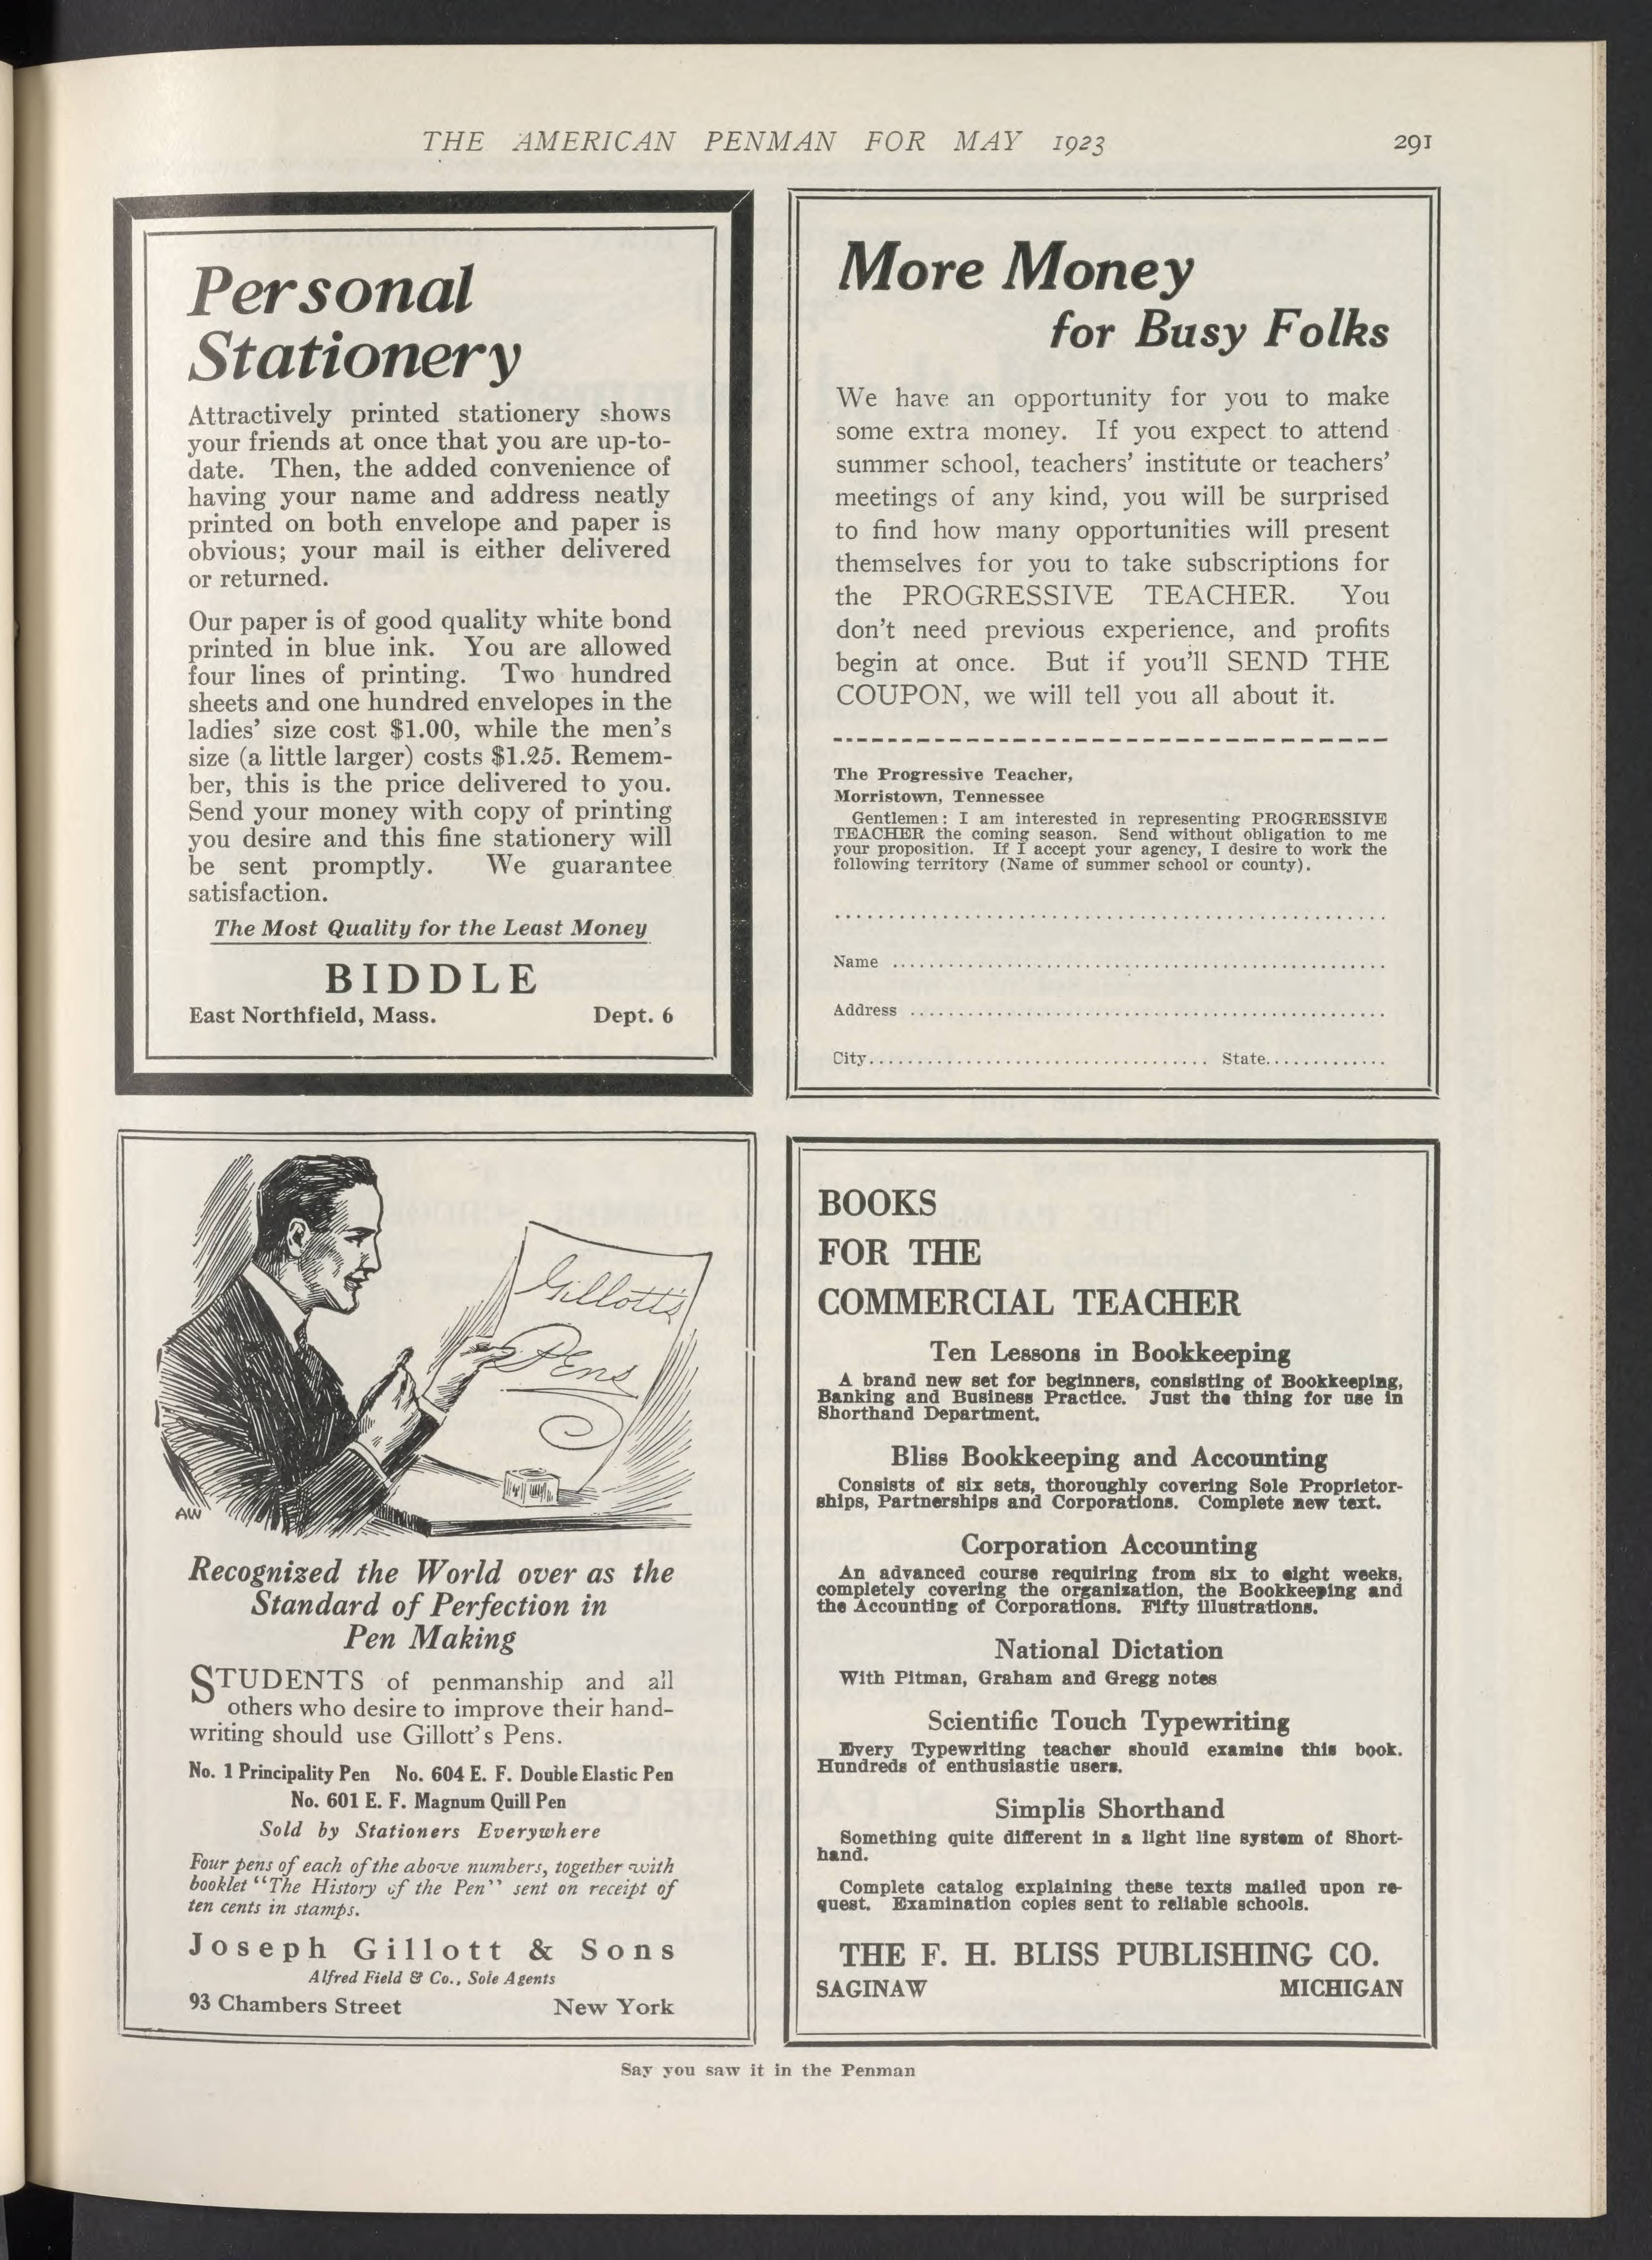 THE AMERICAN PENMAN FOR MAY 1923
291
Personal
Stationery
Attractively printed stationery shows
your friends at once that you are up-to-
date. Then, the added convenience of
having your name and address neatly
printed on both envelope and paper is
obvious; your mail is either delivered
or returned.
Our paper is of good quality white bond
printed in blue ink. You are allowed
four lines of printing. Two hundred
sheets and one hundred envelopes in the
ladies' size cost $1.00, while the men's
size (a little larger) costs $1.25. Remem-
ber, this is the price delivered to you.
Send your money with copy of printing
you desire and this fine stationery will
be sent promptly. We guarantee
satisfaction.
The Most Quality for the Least Money
BIDDLE
East Northfield, Mass. Dept. 6
More Money
for Busy Folks
We have an opportunity for you to make
some extra money. If you expect to attend
summer school, teachers' institute or teachers'
meetings of any kind, you will be surprised
to find how many opportunities will present
themselves for you to take subscriptions for
the PROGRESSIVE TEACHER. You
don't need previous experience, and profits
begin at once. But if you'll SEND THE
COUPON, we will tell you all about it.
The Progressive Teacher,
Morristown, Tennessee
Gentlemen: I am interested in representing PROGRESSIVE
TEACHER the coming season. Send without obligation to me
your proposition. If I accept your agency, I desire to work the
following territory (Name of summer school or county).
Name
Address
City State
Gillott's
Pens
AW
Recognized the World over as the
Standard of Perfection in
Pen Making
STUDENTS of penmanship and all
others who desire to improve their hand-
writing should use Gillott's Pens.
No. 1 Principality Pen No. 604 E. F. Double Elastic Pen
No. 601 E. F. Magnum Quill Pen
Sold by Stationers Everywhere
Four pens of each of the above numbers, together with
booklet "The History of the Pen" sent on receipt of
ten cents in stamps.
Joseph Gillott & Sons
Alfred Field & Co., Sole Agents
93 Chambers Street New York
BOOKS
FOR THE
COMMERCIAL TEACHER
Ten Lessons in Bookkeeping
A brand new set for beginners, consisting of Bookkeeping,
Banking and Business Practice. Just the thing for use in
Shorthand Department.
Bliss Bookkeeping and Accounting
Consists of six sets, thoroughly covering Sole Proprietor-
ships, Partnerships and Corporations. Complete new text.
Corporation Accounting
An advanced course requiring from six to eight weeks,
completely covering the organization, the Bookkeeping and
the Accounting of Corporations. Fifty illustrations.
National Dictation
With Pitman, Graham and Gregg notes
Scientific Touch Typewriting
Every Typewriting teacher should examine this book.
Hundreds of enthusiastic users.
Simplis Shorthand
Something quite different in a light line system of Short-
hand.
Complete catalog explaining these texts mailed upon re-
quest. Examination copies sent to reliable schools.
THE F. H. BLISS PUBLISHING CO.
SAGINAW MICHIGAN
Say you saw it in the Penman